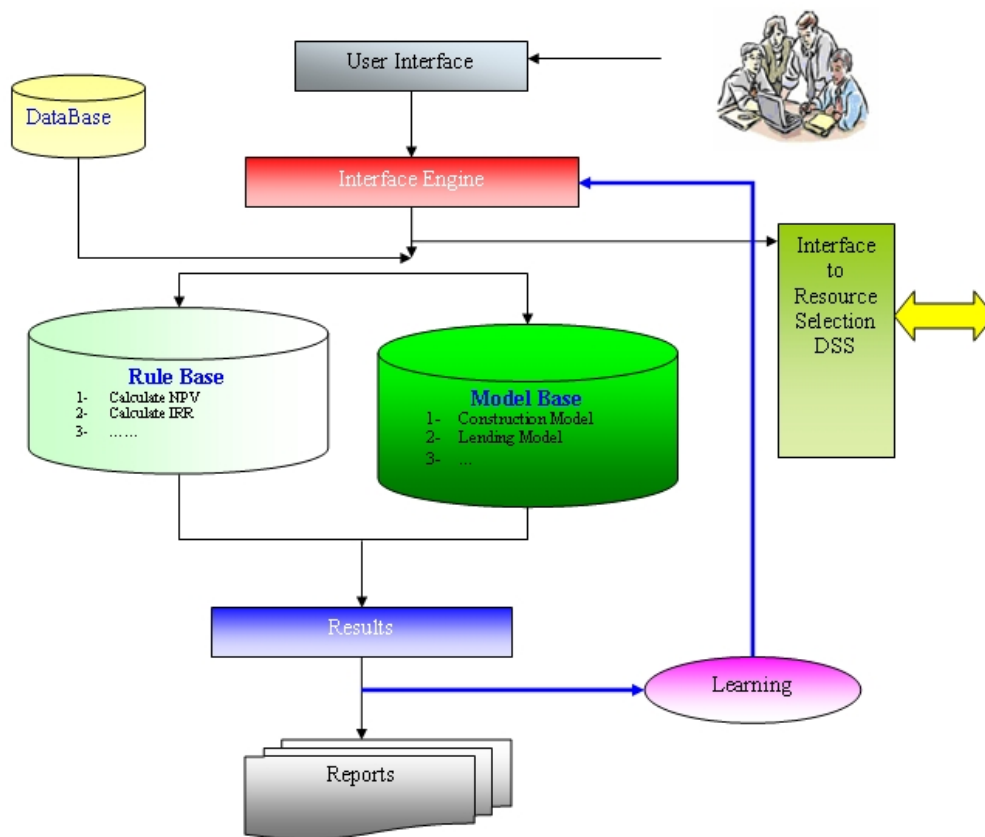 User Interface
DataBase
Interface Engine
Interface
to
Resource
Selection
DSS
Rule Base
1- Calculate NPV
2- Calculate IRR
3- ……
Model Base
1- Construction Model
2- Lending Model
3- …
Results
Learning
Reports